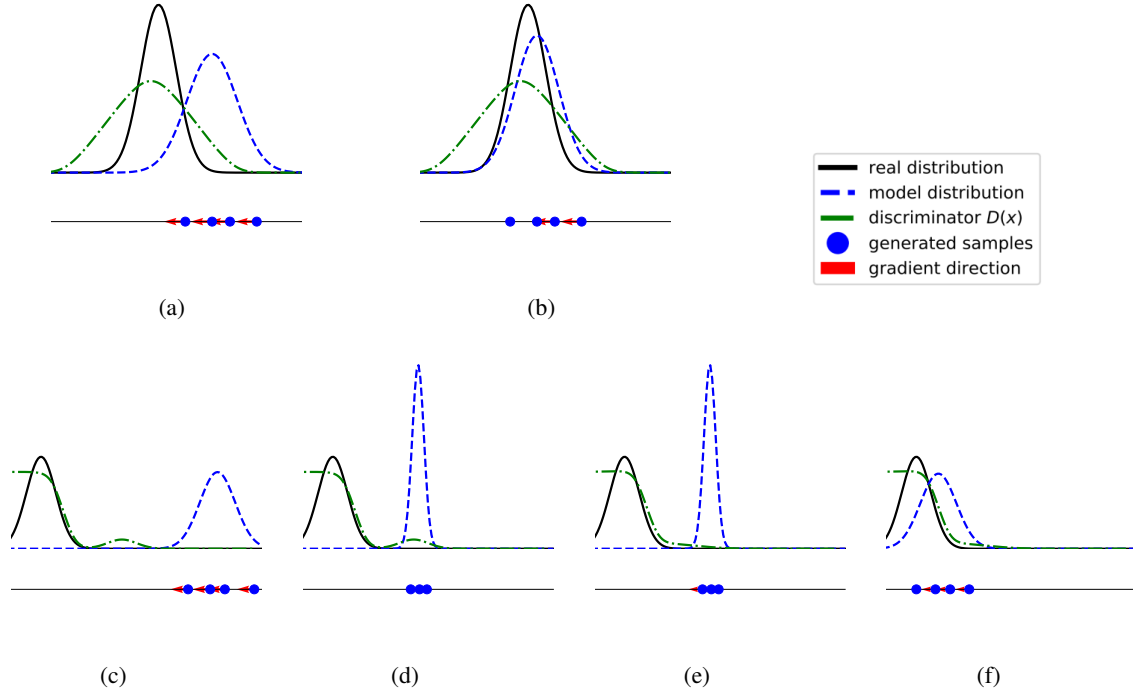 real distribution
model distribution
discriminator D(x)
generated samples
gradient direction
(a)
(b)
(c)
(d)
(e)
(f)